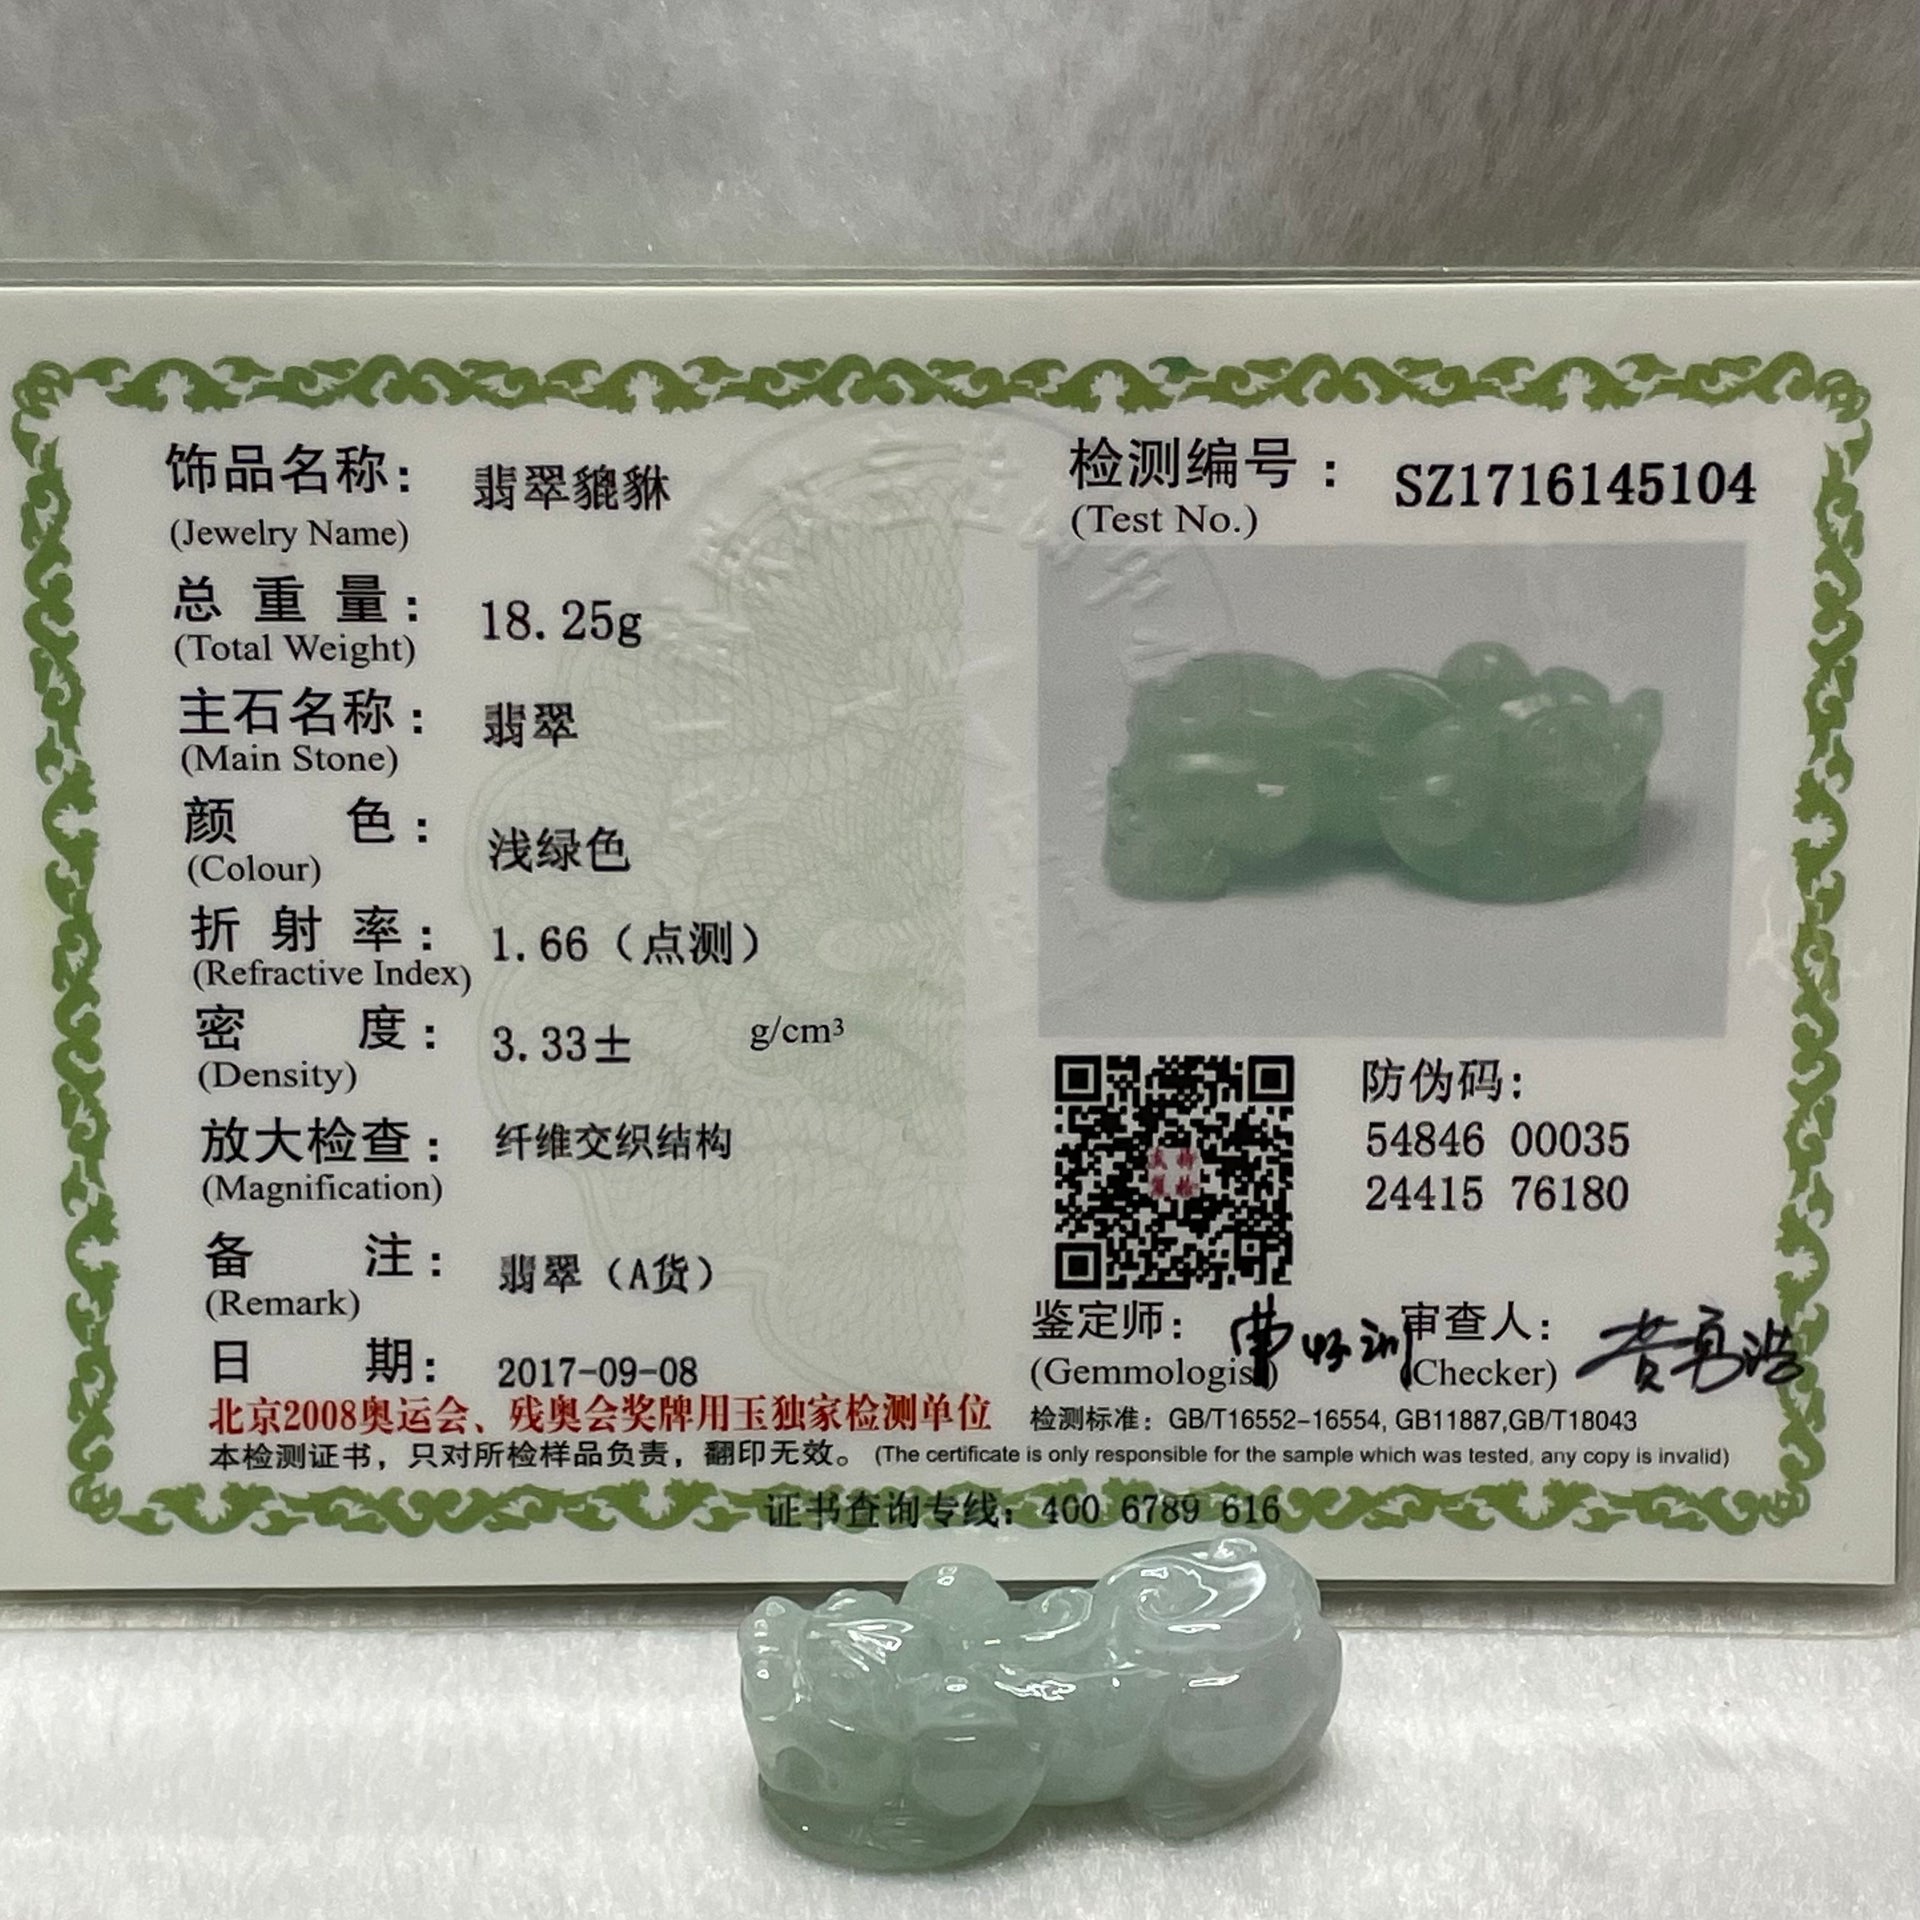 饰品名称： 翡翠貔貅
(Jewelry Name)
总重量： 18.25g
(Total Weight)
主石名称： 翡翠
(Main Stone)
颜色： 浅绿色
(Colour)
折射率： 1.66（点测）
(Refractive Index)
密度： 3.33± g/cm³
(Density)
放大检查： 纤维交织结构
(Magnification)
备注： 翡翠（A货）
(Remark)
日期： 2017-09-08
检测编号： SZ1716145104
(Test No.)
防伪码：
54846 00035
24415 76180
鉴定师： 审查人：
(Gemmologist) (Checker)
北京2008奥运会、残奥会奖牌用玉独家检测单位
检测标准：GB/T16552-16554, GB11887,GB/T18043
本检测证书，只对所检样品负责，翻印无效。 (The certificate is only responsible for the sample which was tested, any copy is invalid)
证书查询专线：400 6789 616